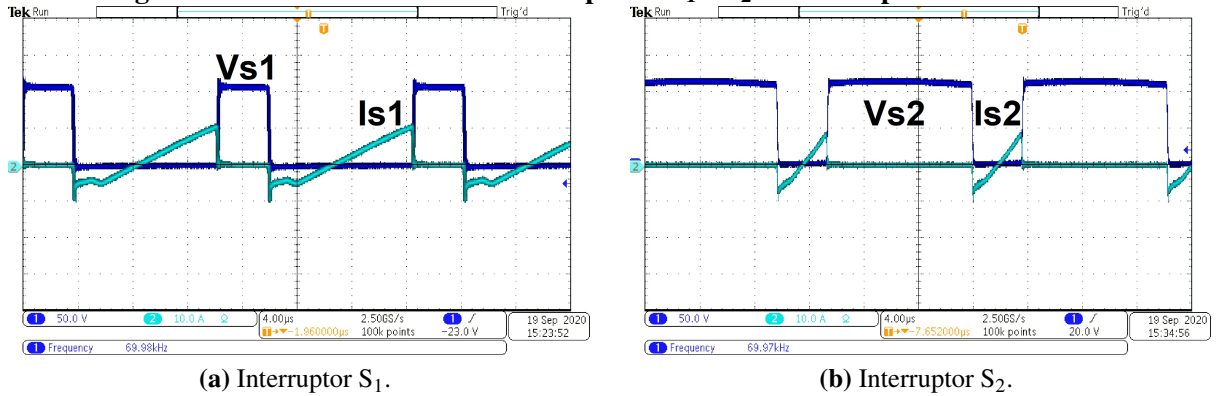 Tek Run
Trig'd
Vs1
Is1
2
1 50.0 V
2 10.0 A Ω
4.00µs
2.50GS/s
1
T→▼−1.960000µs
100k points
−23.0 V
19 Sep 2020
15:23:52
1 Frequency
69.98kHz
(a) Interruptor S1.
Tek Run
Trig'd
Vs2
Is2
2
1 50.0 V
2 10.0 A Ω
4.00µs
2.50GS/s
1
T→▼−7.652000µs
100k points
20.0 V
19 Sep 2020
15:34:56
1 Frequency
69.97kHz
(b) Interruptor S2.